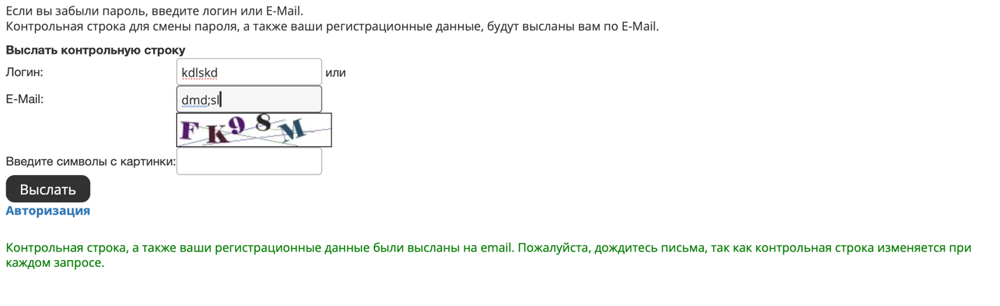 Если вы забыли пароль, введите логин или E-Mail.
Контрольная строка для смены пароля, а также ваши регистрационные данные, будут высланы вам по E-Mail.
Выслать контрольную строку
Логин: kdlskd или
E-Mail: dmd;sl
FK98M
Введите символы с картинки:
Выслать
Авторизация
Контрольная строка, а также ваши регистрационные данные были высланы на email. Пожалуйста, дождитесь письма, так как контрольная строка изменяется при
каждом запросе.